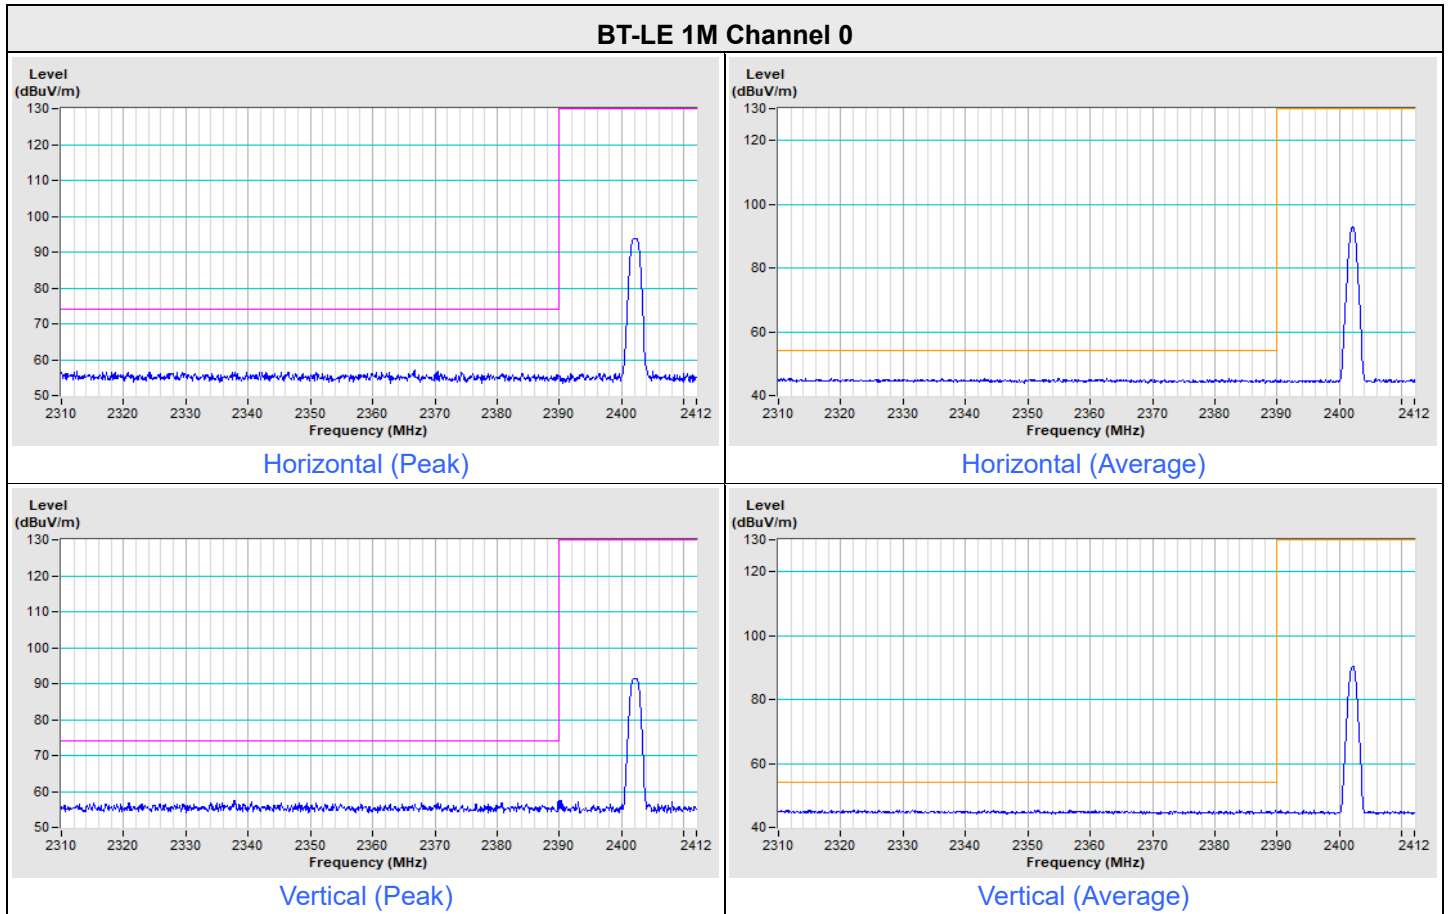 BT-LE 1M Channel 0
Level
(dBuV/m)
130
120
110
100
90
80
70
60
50
2310 2320 2330 2340 2350 2360 2370 2380 2390 2400 2412
Frequency (MHz)
Horizontal (Peak)
Level
(dBuV/m)
130
120
100
80
60
40
2310 2320 2330 2340 2350 2360 2370 2380 2390 2400 2412
Frequency (MHz)
Horizontal (Average)
Level
(dBuV/m)
130
120
110
100
90
80
70
60
50
2310 2320 2330 2340 2350 2360 2370 2380 2390 2400 2412
Frequency (MHz)
Vertical (Peak)
Level
(dBuV/m)
130
120
100
80
60
40
2310 2320 2330 2340 2350 2360 2370 2380 2390 2400 2412
Frequency (MHz)
Vertical (Average)